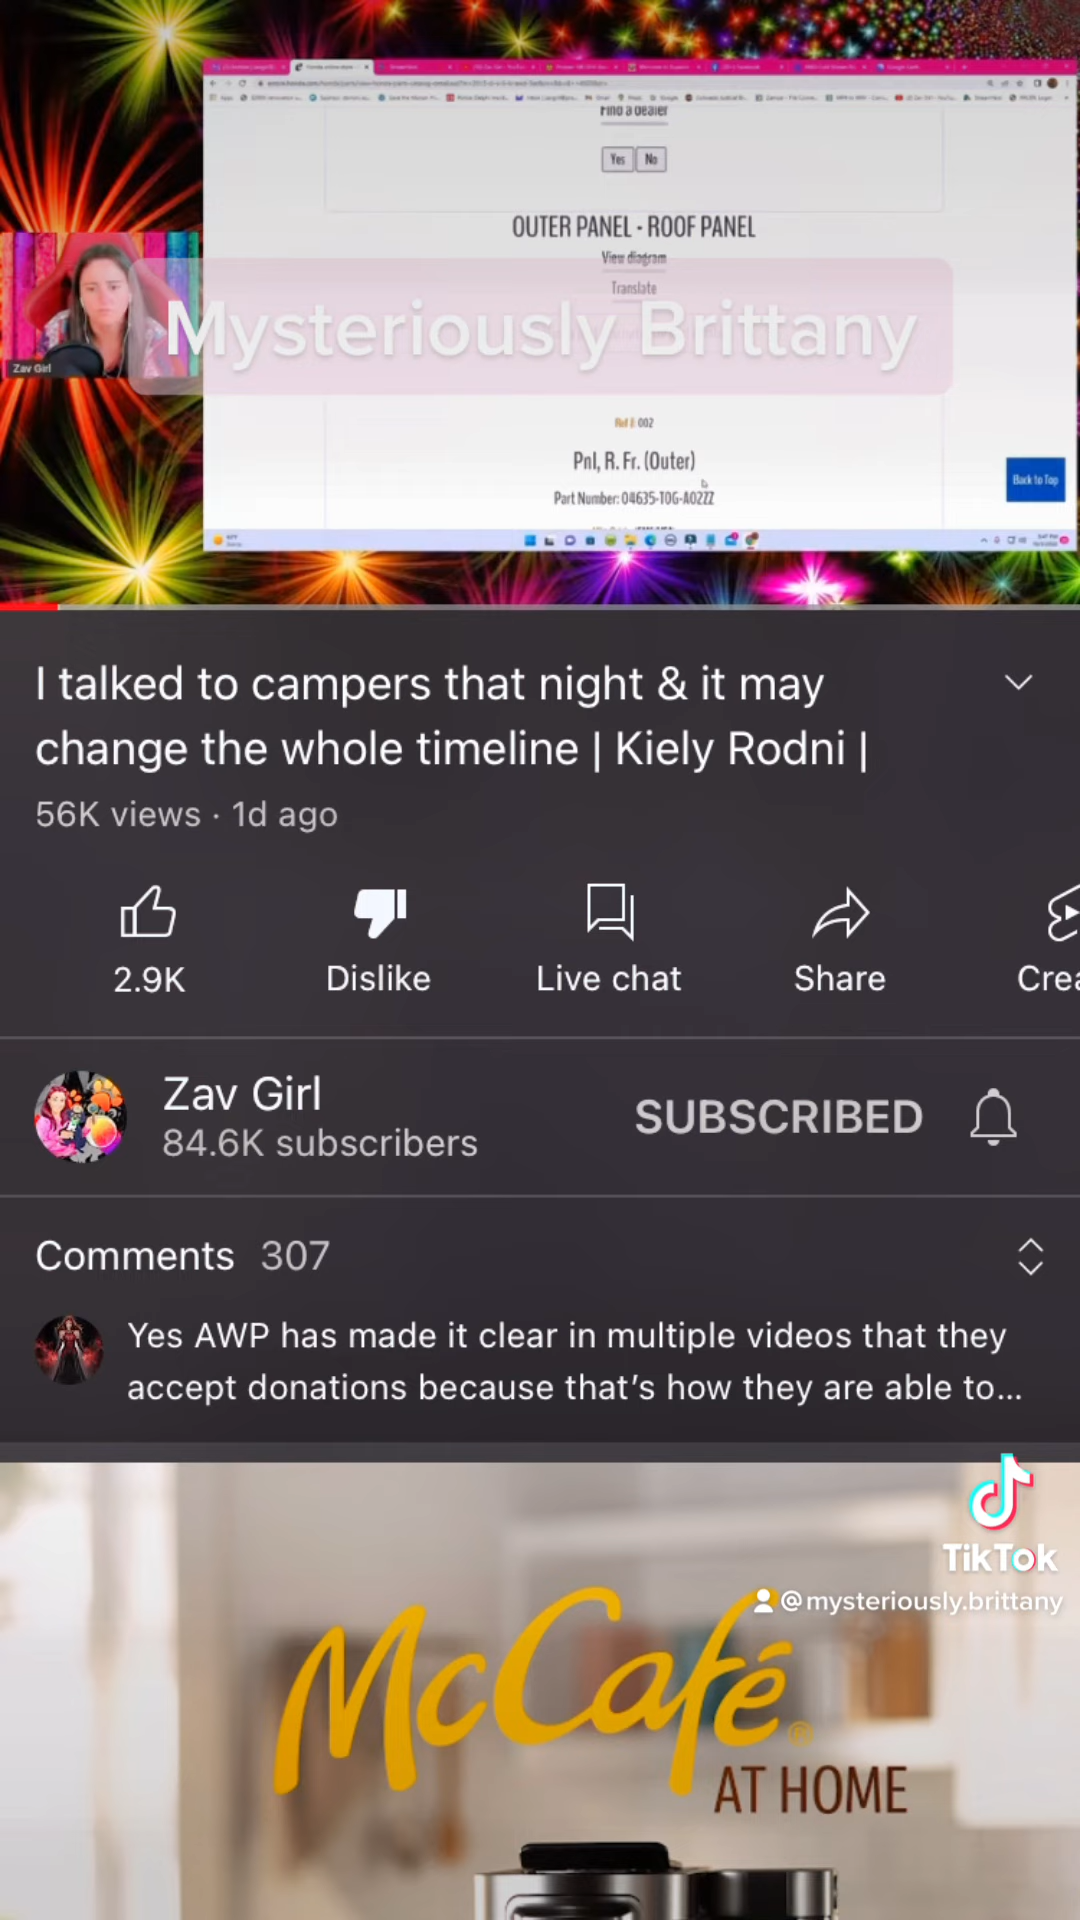 Find a dealer
Yes No
OUTER PANEL - ROOF PANEL
View diagram
Translate
Mysteriously Brittany
Zav Girl
Ref #: 002
Pnl, R. Fr. (Outer)
Part Number: 04635-T0G-A02ZZ
Back to Top
I talked to campers that night & it may
change the whole timeline | Kiely Rodni |
56K views · 1d ago
2.9K Dislike Live chat Share Crea
Zav Girl
84.6K subscribers
SUBSCRIBED
Comments 307
Yes AWP has made it clear in multiple videos that they
accept donations because that's how they are able to...
TikTok
@mysteriously.brittany
McCafé®
AT HOME